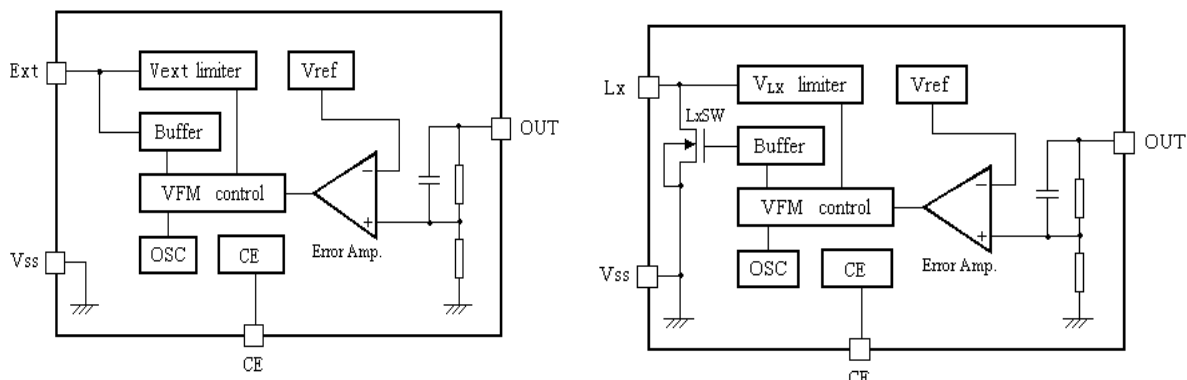 Ext
Vext limiter
Vref
Buffer
OUT
VFM control
Vss
OSC
CE
Error Amp.
CE
Lx
VLX limiter
Vref
LxSW
Buffer
OUT
VFM control
Vss
OSC
CE
Error Amp.
CE